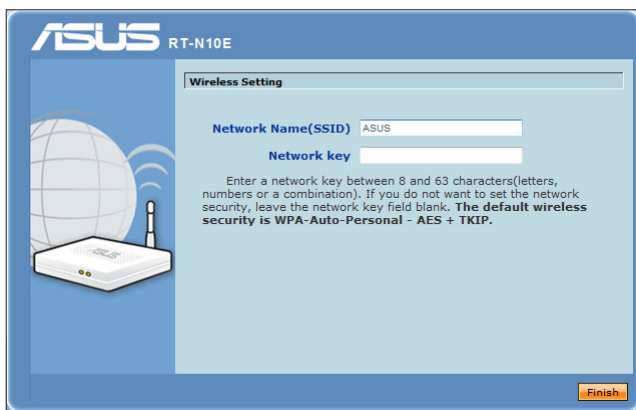 ASUS RT-N10E
Wireless Setting
Network Name(SSID) ASUS
Network key
Enter a network key between 8 and 63 characters(letters,
numbers or a combination). If you do not want to set the network
security, leave the network key field blank. The default wireless
security is WPA-Auto-Personal - AES + TKIP.
ASUS
Finish